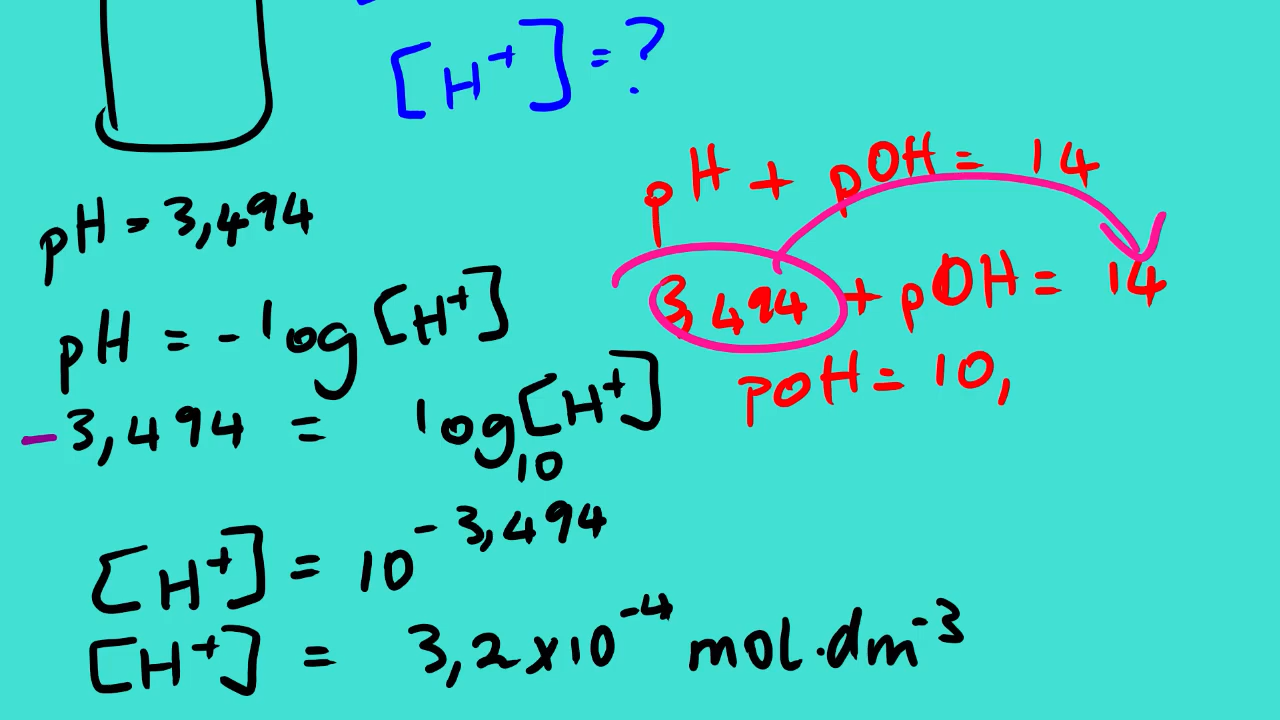 [H⁺] = ?
pH = 3,494
pH = -log [H⁺]
-3,494 = log₁₀[H⁺]
[H⁺] = 10⁻³,⁴⁹⁴
[H⁺] = 3,2 x 10⁻⁴ mol.dm⁻³
pH + pOH = 14
3,494 + pOH = 14
pOH = 10,